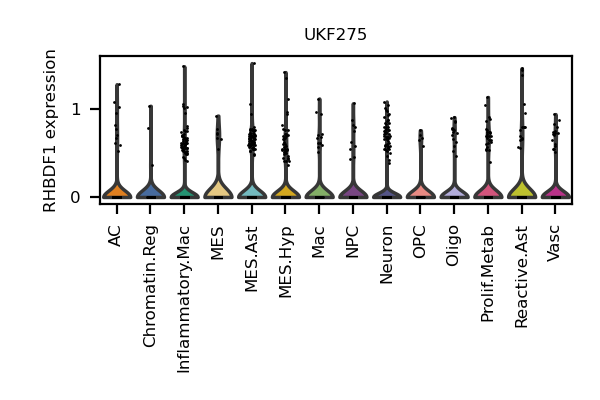 UKF275
RHBDF1 expression
1
0
AC
Chromatin.Reg
Inflammatory.Mac
MES
MES.Ast
MES.Hyp
Mac
NPC
Neuron
OPC
Oligo
Prolif.Metab
Reactive.Ast
Vasc